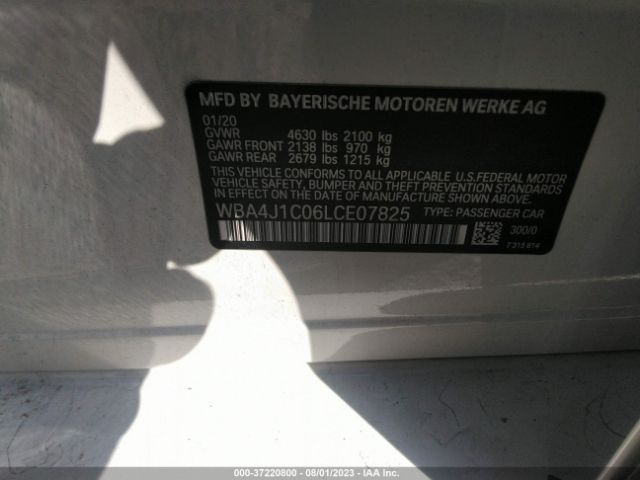 MFD BY BAYERISCHE MOTOREN WERKE AG
01/20
GVWR 4630 lbs 2100 kg
GAWR FRONT 2138 lbs 970 kg
GAWR REAR 2679 lbs 1215 kg
THIS VEHICLE CONFORMS TO ALL APPLICABLE U.S.FEDERAL MOTOR
VEHICLE SAFETY, BUMPER AND THEFT PREVENTION STANDARDS
IN EFFECT ON THE DATE OF MANUFACTURE SHOWN ABOVE.
WBA4J1C06LCE07825 TYPE: PASSENGER CAR
300/0
7315814
000-37220800 - 08/01/2023 - IAA Inc.